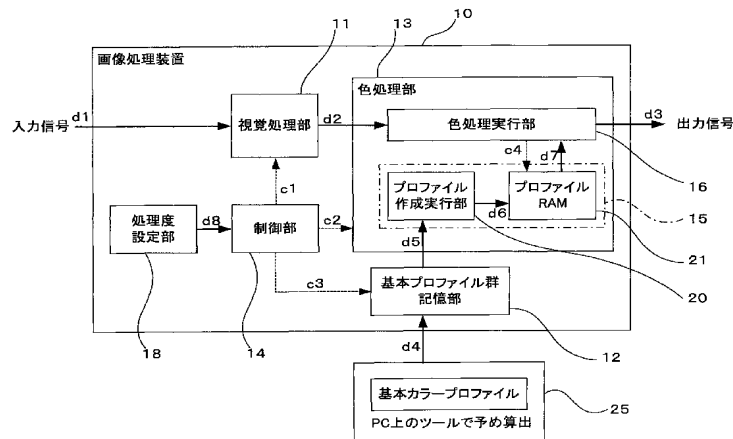 11
13
10
画像処理装置
色処理部
入力信号
d1
視覚処理部
d2
色処理実行部
d3
出力信号
c4
d7
16
c1
プロファイル
作成実行部
d6
プロファイル
RAM
15
処理度
設定部
d8
制御部
c2
21
d5
20
c3
基本プロファイル群
記憶部
18
14
12
d4
基本カラープロファイル
25
PC上のツールで予め算出